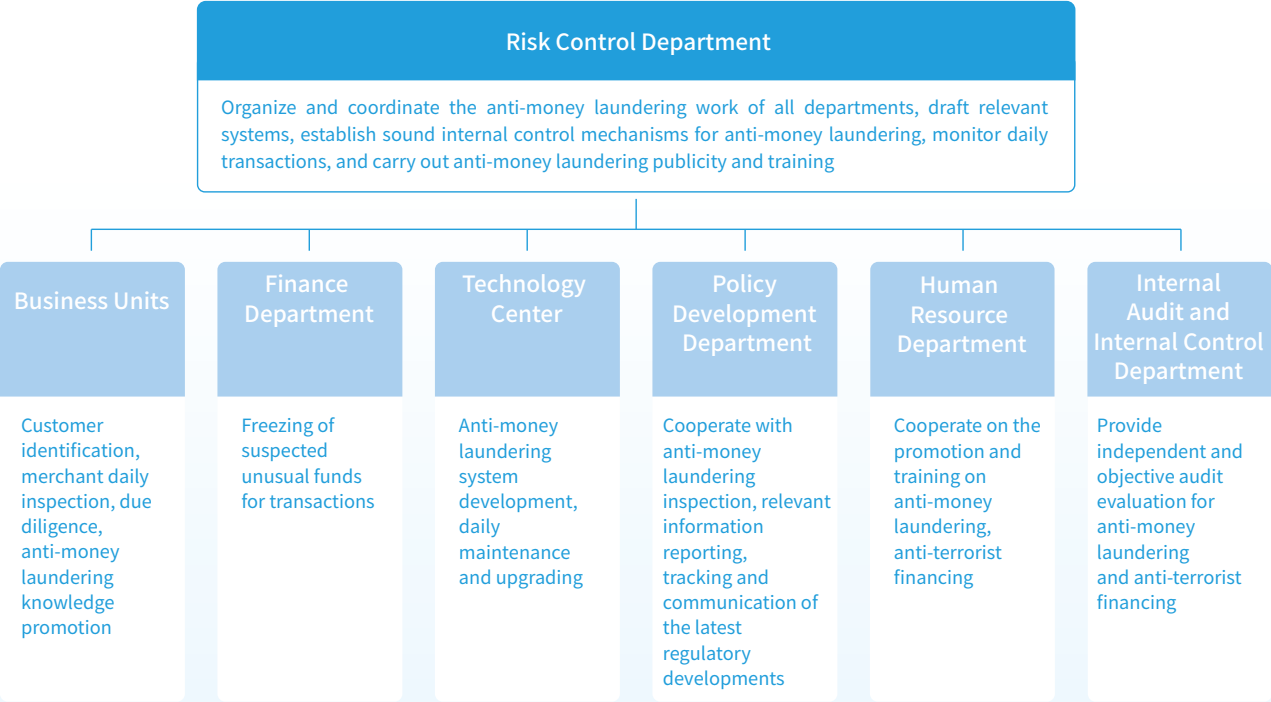 Risk Control Department
Organize and coordinate the anti-money laundering work of all departments, draft relevant
systems, establish sound internal control mechanisms for anti-money laundering, monitor daily
transactions, and carry out anti-money laundering publicity and training
Business Units
Customer
identification,
merchant daily
inspection, due
diligence,
anti-money
laundering
knowledge
promotion
Finance
Department
Freezing of
suspected
unusual funds
for transactions
Technology
Center
Anti-money
laundering
system
development,
daily
maintenance
and upgrading
Policy
Development
Department
Cooperate with
anti-money
laundering
inspection, relevant
information
reporting,
tracking and
communication of
the latest
regulatory
developments
Human
Resource
Department
Cooperate on the
promotion and
training on
anti-money
laundering,
anti-terrorist
financing
Internal
Audit and
Internal Control
Department
Provide
independent and
objective audit
evaluation for
anti-money
laundering
and anti-terrorist
financing